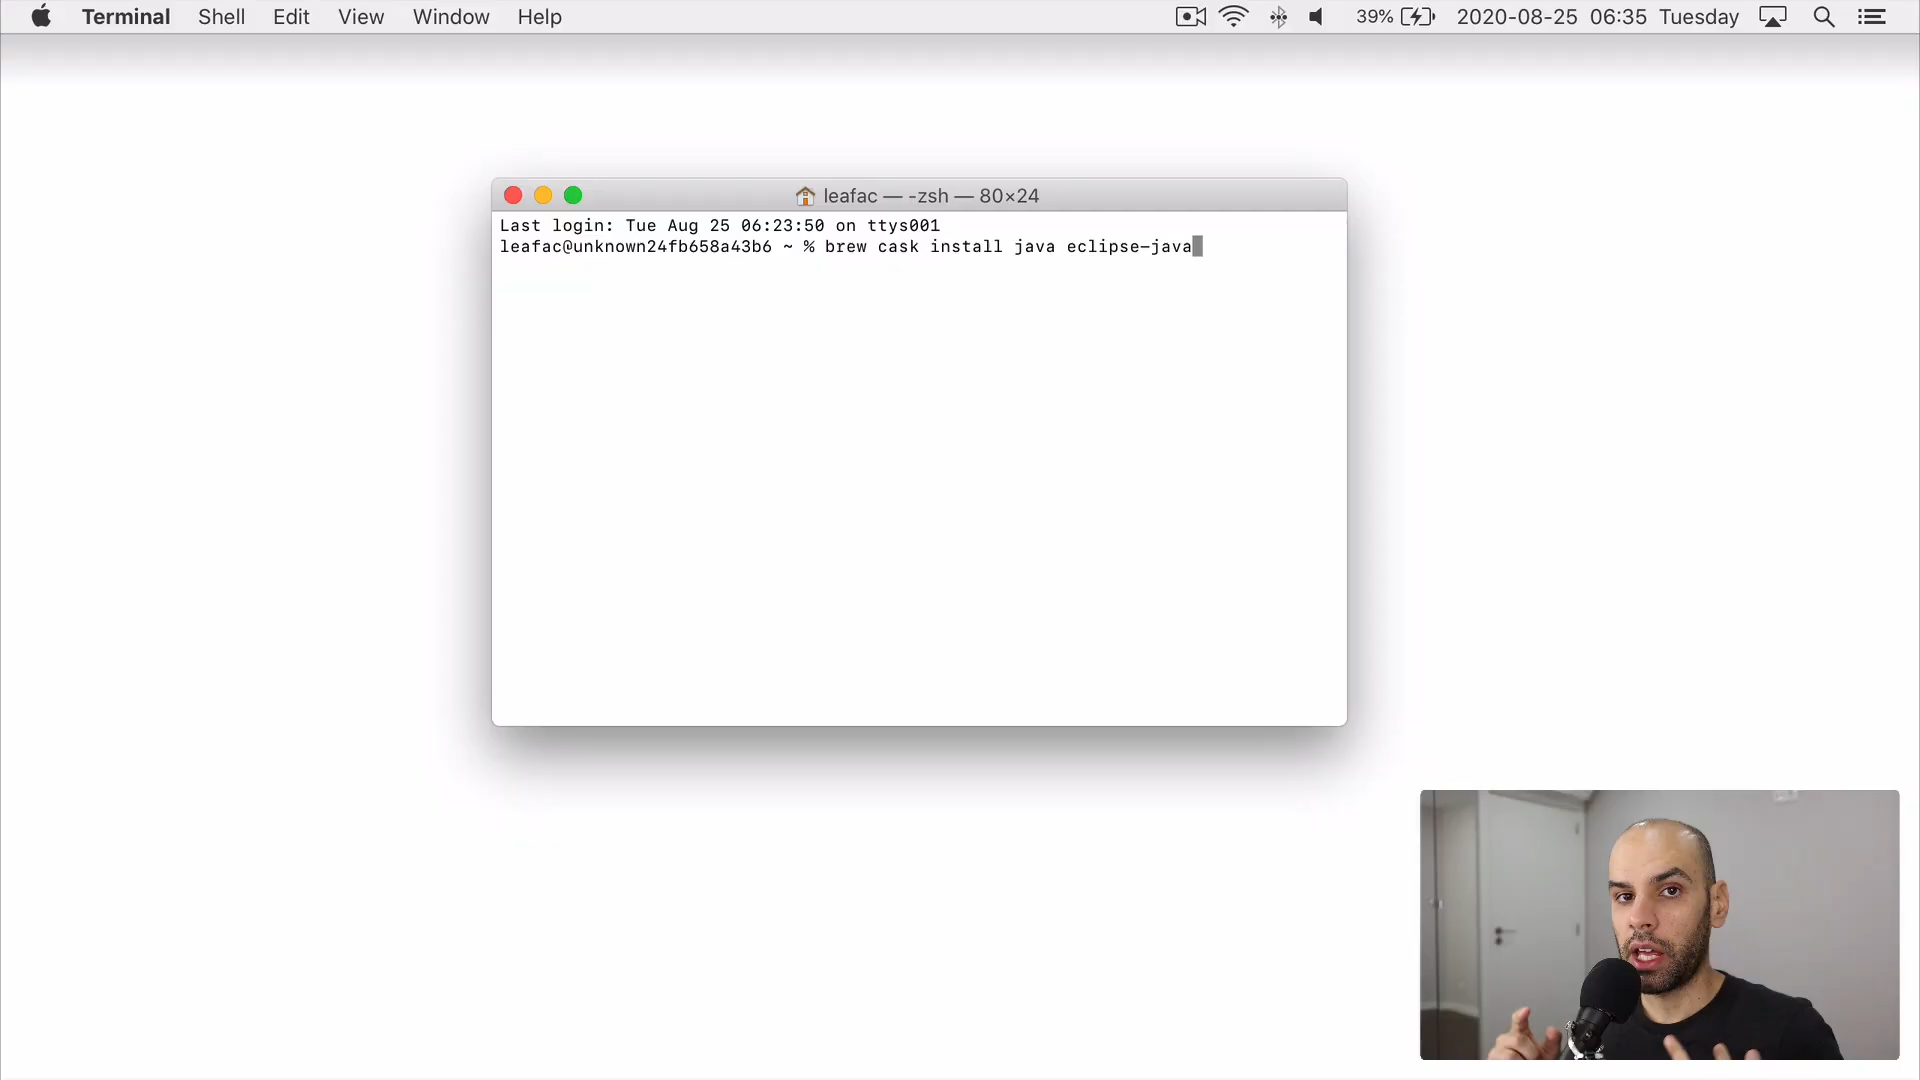 Terminal Shell Edit View Window Help 39% 2020-08-25 06:35 Tuesday
leafac — -zsh — 80×24
Last login: Tue Aug 25 06:23:50 on ttys001
leafac@unknown24fb658a43b6 ~ % brew cask install java eclipse-java